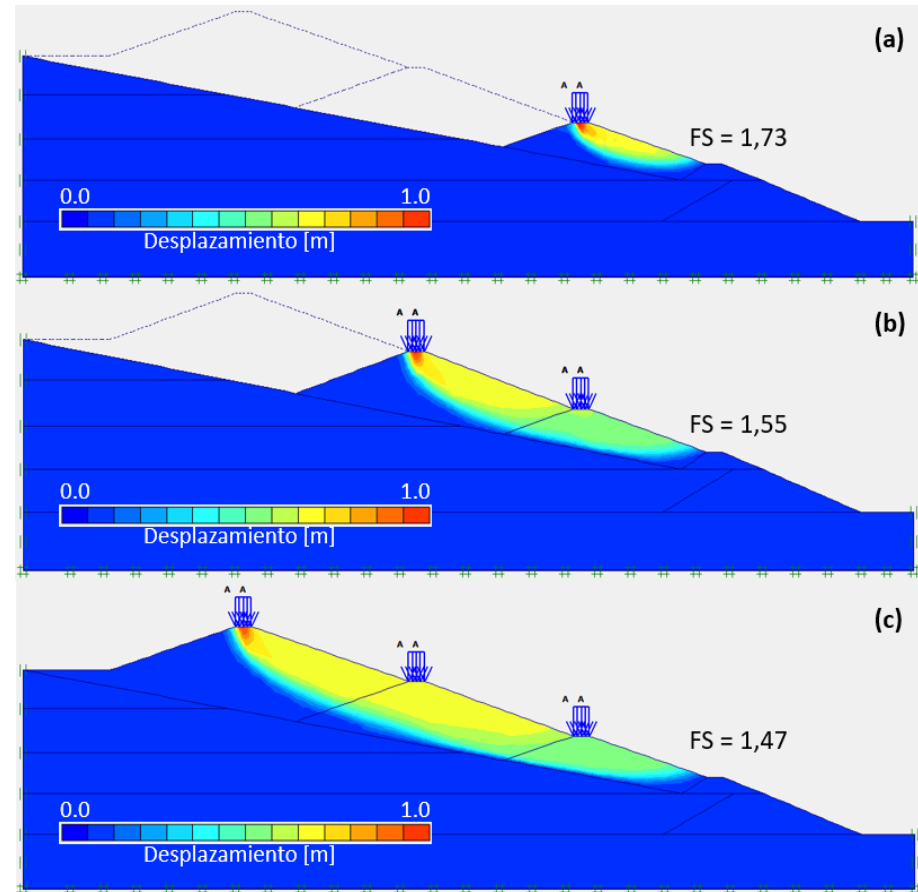 (a)
A A
FS = 1,73
0.0 1.0
Desplazamiento [m]
(b)
A A
A A
FS = 1,55
0.0 1.0
Desplazamiento [m]
A A
(c)
A A
A A
FS = 1,47
0.0 1.0
Desplazamiento [m]